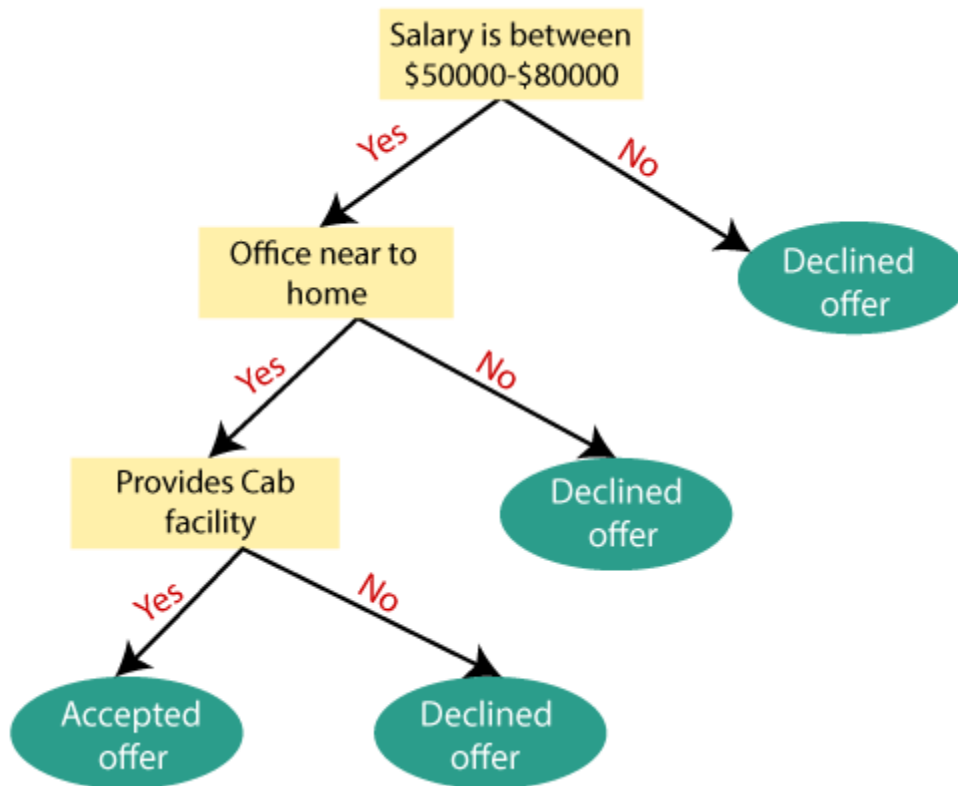 Salary is between
$50000-$80000
Yes
No
Office near to
home
Declined
offer
Yes
No
Provides Cab
facility
Declined
offer
Yes
No
Accepted
offer
Declined
offer